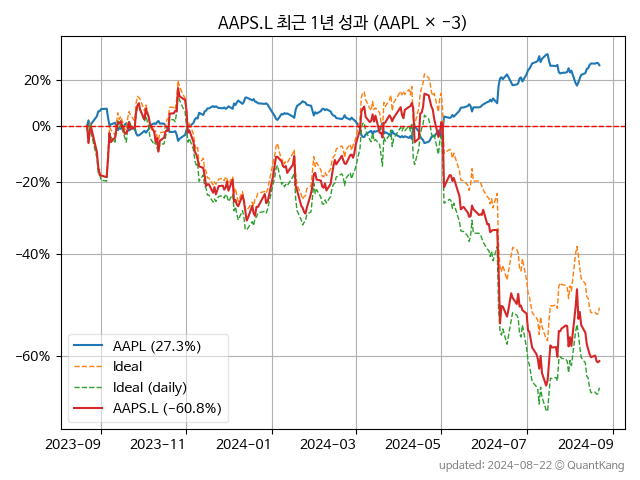 AAPS.L 최근 1년 성과 (AAPL × −3)
20%
0%
−20%
−40%
−60%
AAPL (27.3%)
Ideal
Ideal (daily)
AAPS.L (−60.8%)
2023-09
2023-11
2024-01
2024-03
2024-05
2024-07
2024-09
updated: 2024-08-22 © QuantKang